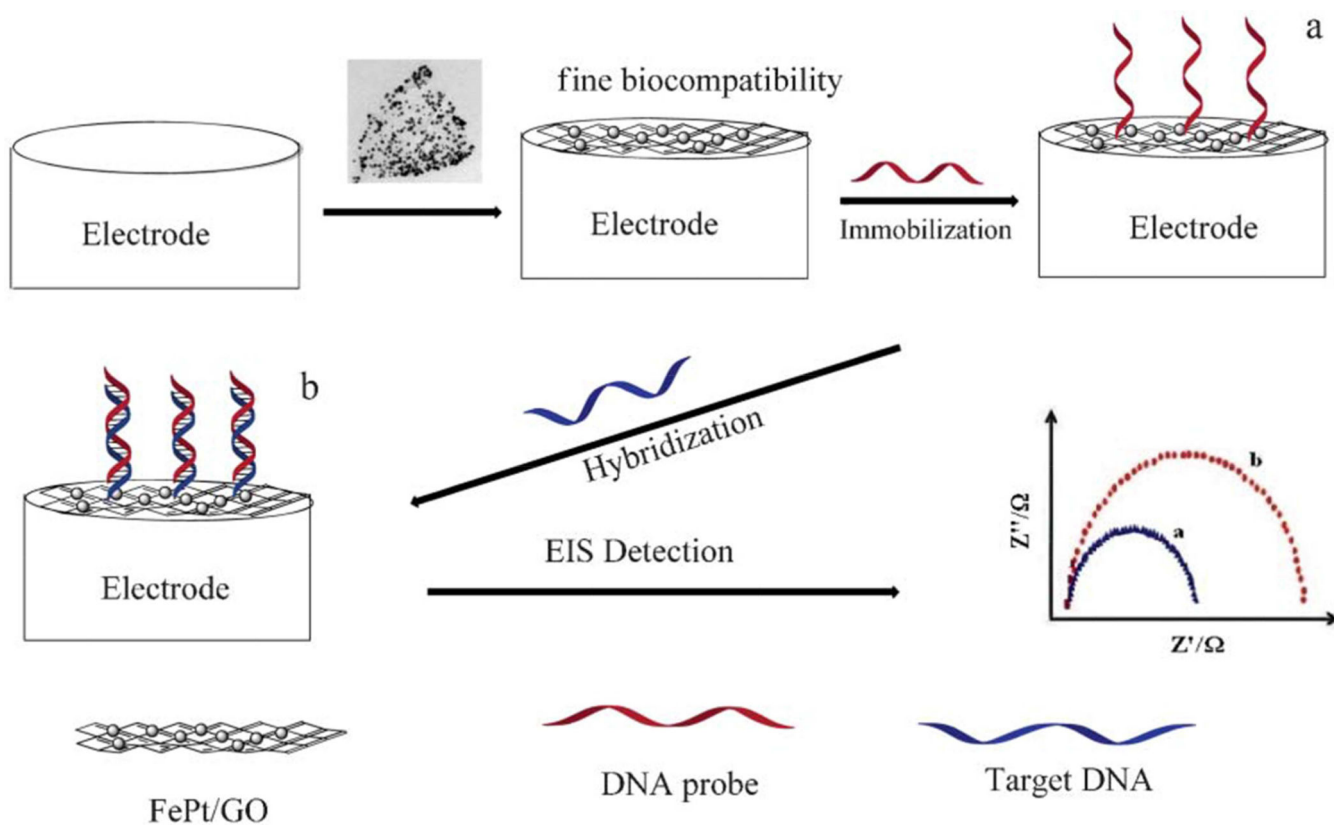 a
fine biocompatibility
Electrode
Electrode
Immobilization
Electrode
b
Hybridization
EIS Detection
Electrode
Z''/Ω
b
a
Z'/Ω
FePt/GO
DNA probe
Target DNA